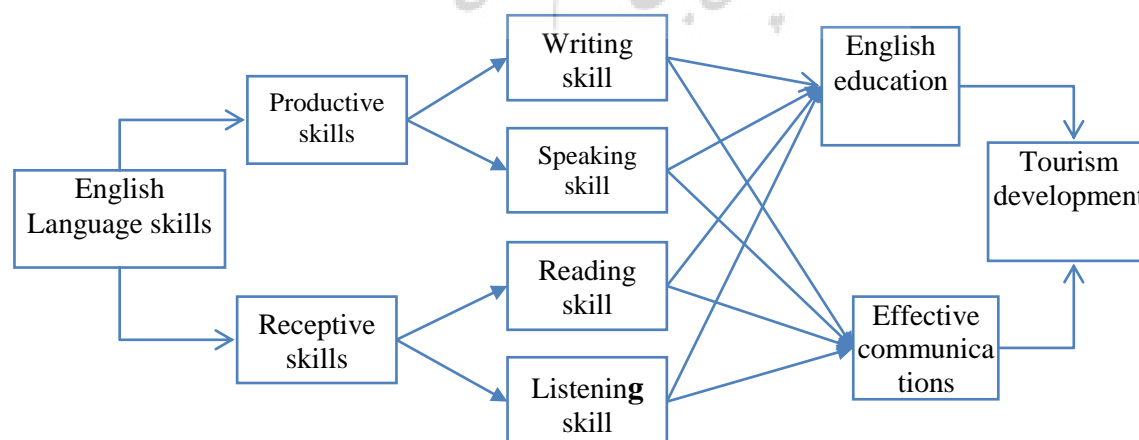 English
Language skills
Productive
skills
Receptive
skills
Writing
skill
Speaking
skill
Reading
skill
Listening
skill
English
education
Effective
communica
tions
Tourism
development